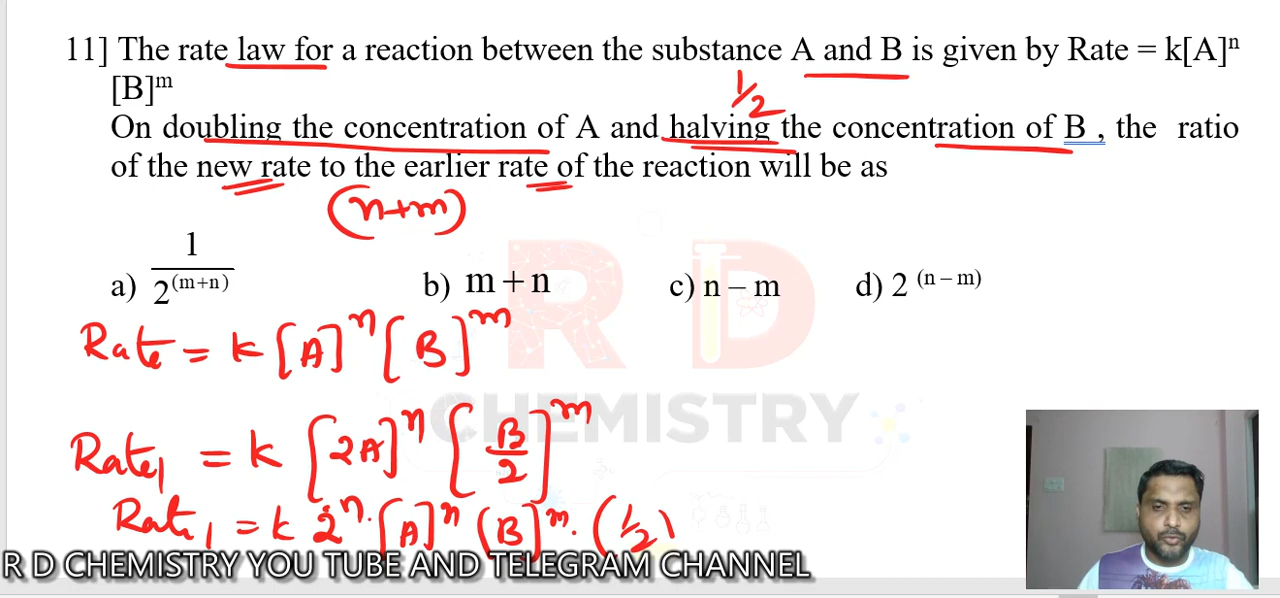 11] The rate law for a reaction between the substance A and B is given by Rate = k[A]ⁿ
[B]ᵐ
1/2
On doubling the concentration of A and halving the concentration of B , the ratio
of the new rate to the earlier rate of the reaction will be as
(n+m)
a) 1/2^(m+n) b) m+n c) n – m d) 2 ^(n – m)
Rate = k [A]ⁿ [B]ᵐ
Rate₁ = k [2A]ⁿ [B/2]ᵐ
Rate₁ = k 2ⁿ. [A]ⁿ (B]ᵐ. (1/2)
R D
CHEMISTRY
R D CHEMISTRY YOU TUBE AND TELEGRAM CHANNEL